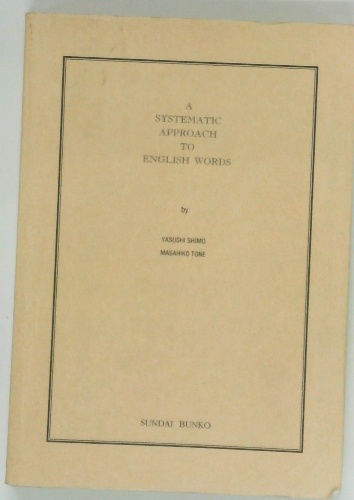 A
SYSTEMATIC
APPROACH
TO
ENGLISH WORDS
by
YASUSHI SHIMO
MASAHIKO TONE
SUNDAI BUNKO